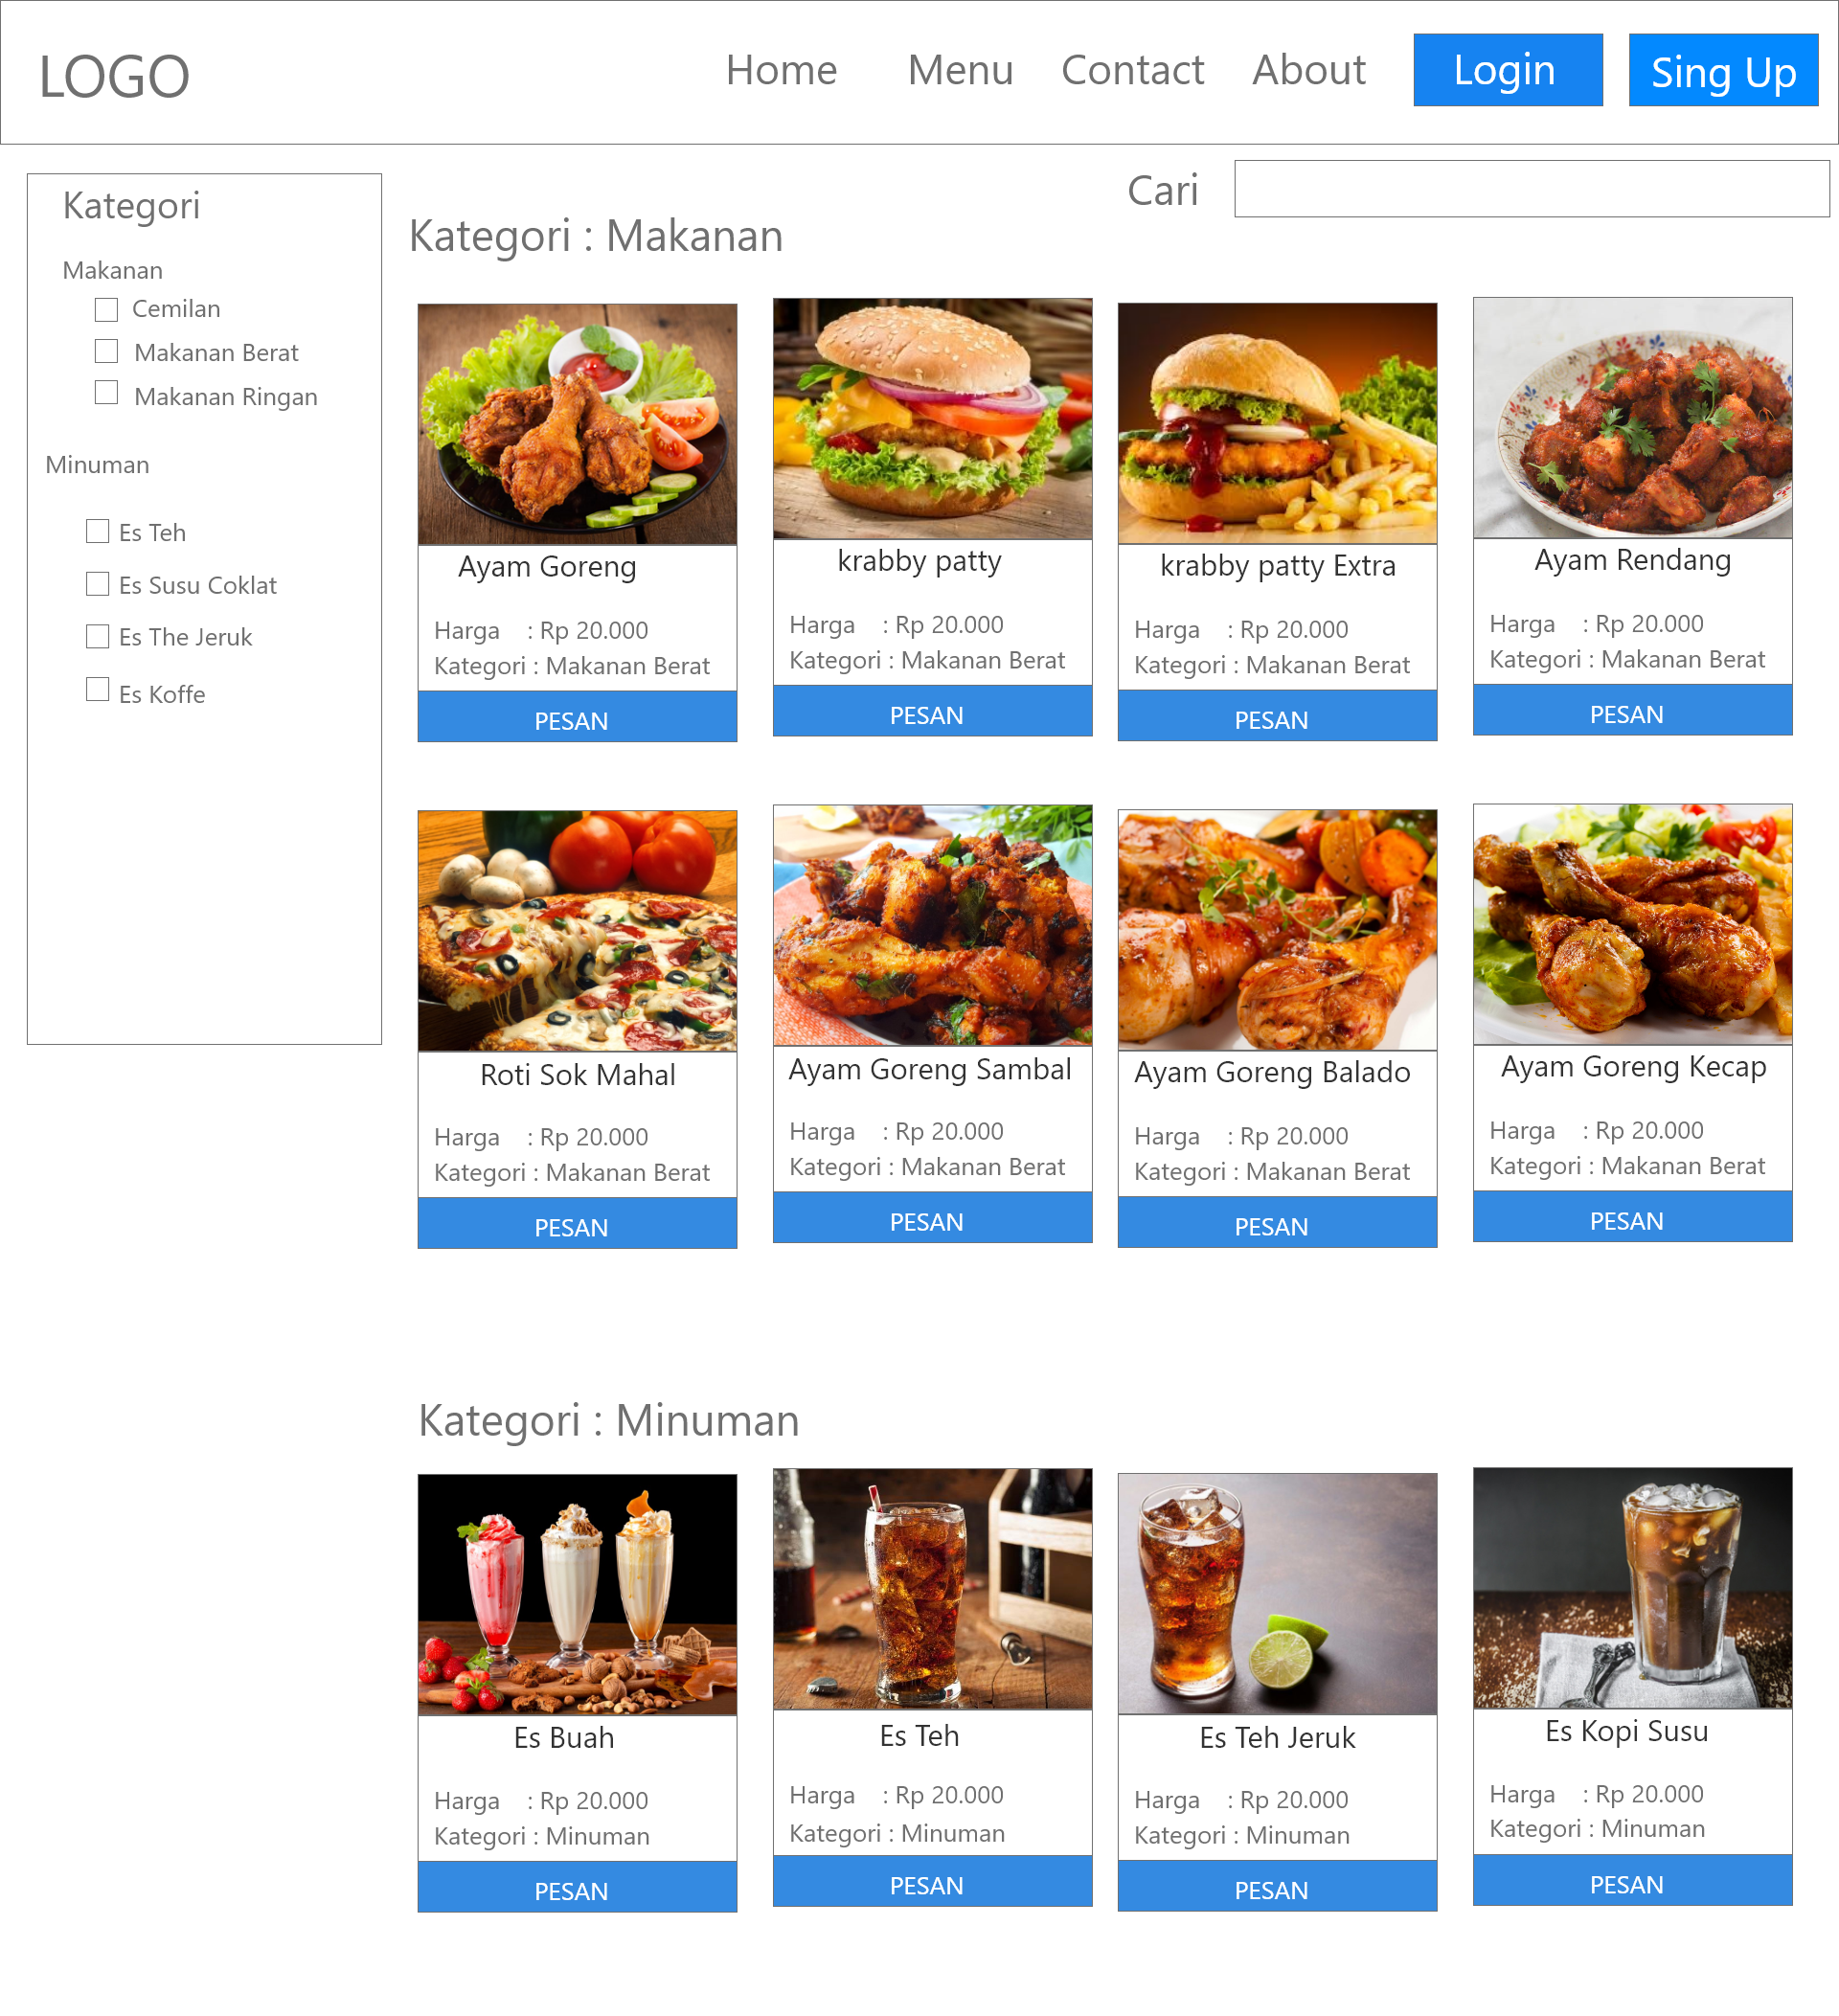 LOGO
Home Menu Contact About Login Sing Up
Cari
Kategori
Makanan
Cemilan
Makanan Berat
Makanan Ringan
Minuman
Es Teh
Es Susu Coklat
Es The Jeruk
Es Koffe
Kategori : Makanan
Ayam Goreng
Harga : Rp 20.000
Kategori : Makanan Berat
PESAN
krabby patty
Harga : Rp 20.000
Kategori : Makanan Berat
PESAN
krabby patty Extra
Harga : Rp 20.000
Kategori : Makanan Berat
PESAN
Ayam Rendang
Harga : Rp 20.000
Kategori : Makanan Berat
PESAN
Roti Sok Mahal
Harga : Rp 20.000
Kategori : Makanan Berat
PESAN
Ayam Goreng Sambal
Harga : Rp 20.000
Kategori : Makanan Berat
PESAN
Ayam Goreng Balado
Harga : Rp 20.000
Kategori : Makanan Berat
PESAN
Ayam Goreng Kecap
Harga : Rp 20.000
Kategori : Makanan Berat
PESAN
Kategori : Minuman
Es Buah
Harga : Rp 20.000
Kategori : Minuman
PESAN
Es Teh
Harga : Rp 20.000
Kategori : Minuman
PESAN
Es Teh Jeruk
Harga : Rp 20.000
Kategori : Minuman
PESAN
Es Kopi Susu
Harga : Rp 20.000
Kategori : Minuman
PESAN